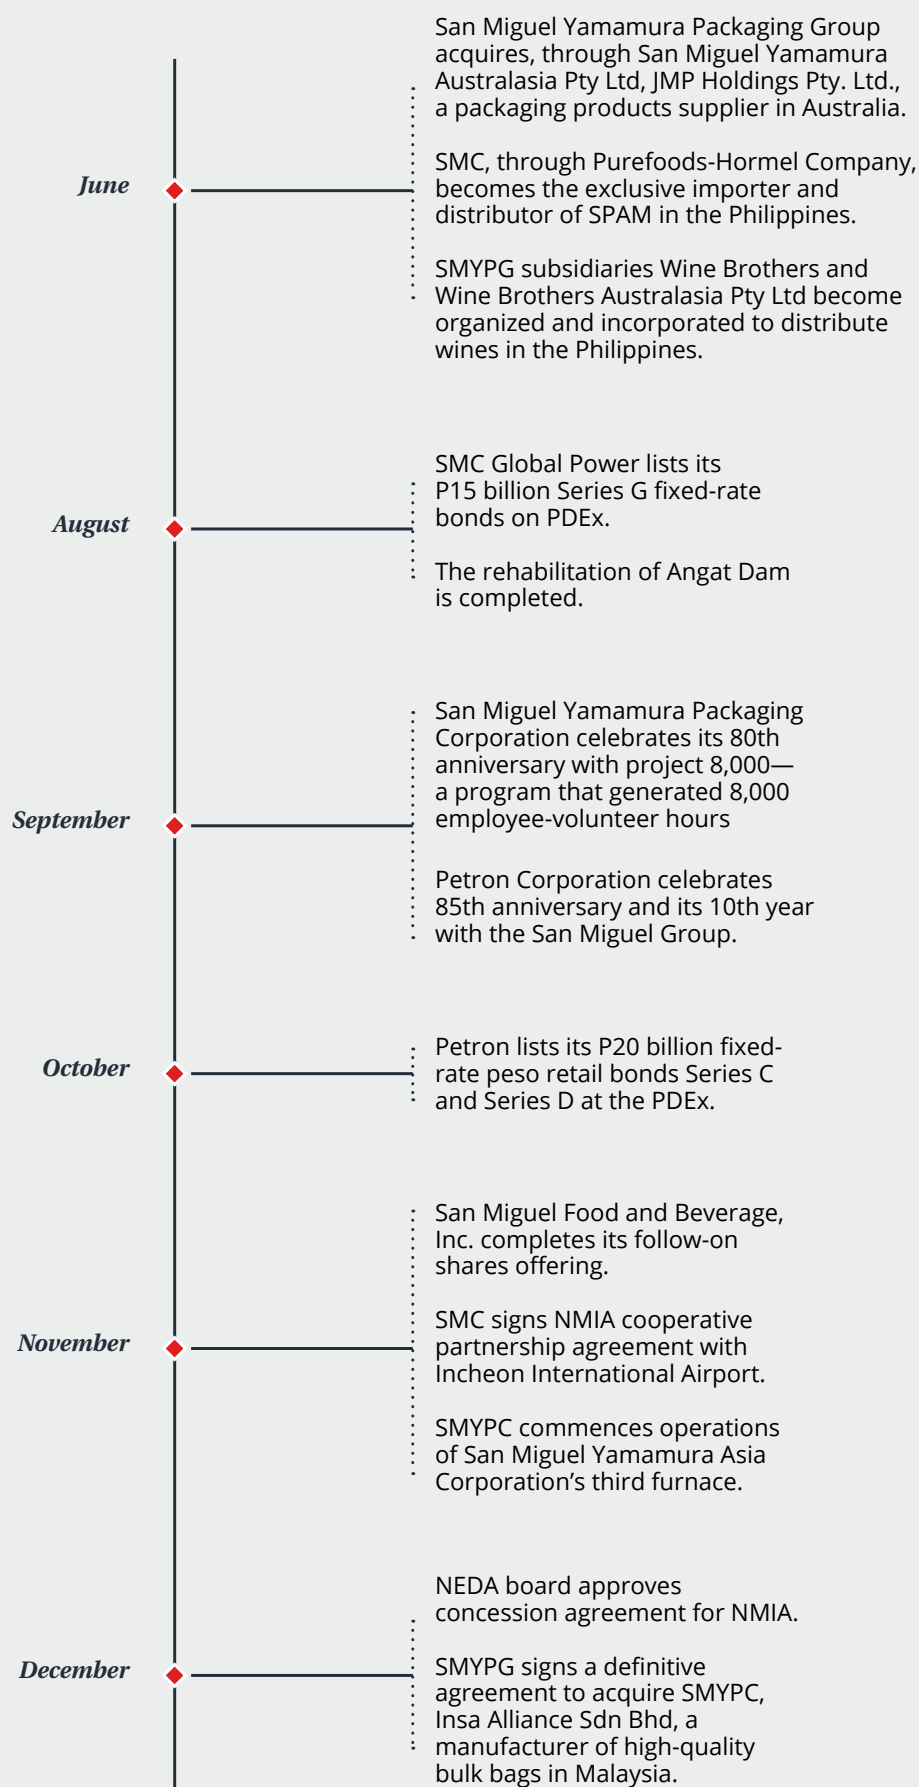 San Miguel Yamamura Packaging Group
acquires, through San Miguel Yamamura
Australasia Pty Ltd, JMP Holdings Pty. Ltd.,
a packaging products supplier in Australia.
June
SMC, through Purefoods-Hormel Company,
becomes the exclusive importer and
distributor of SPAM in the Philippines.
SMYPG subsidiaries Wine Brothers and
Wine Brothers Australasia Pty Ltd become
organized and incorporated to distribute
wines in the Philippines.
August
SMC Global Power lists its
P15 billion Series G fixed-rate
bonds on PDEx.
The rehabilitation of Angat Dam
is completed.
September
San Miguel Yamamura Packaging
Corporation celebrates its 80th
anniversary with project 8,000—
a program that generated 8,000
employee-volunteer hours
Petron Corporation celebrates
85th anniversary and its 10th year
with the San Miguel Group.
October
Petron lists its P20 billion fixed-
rate peso retail bonds Series C
and Series D at the PDEx.
November
San Miguel Food and Beverage,
Inc. completes its follow-on
shares offering.
SMC signs NMIA cooperative
partnership agreement with
Incheon International Airport.
SMYPC commences operations
of San Miguel Yamamura Asia
Corporation's third furnace.
December
NEDA board approves
concession agreement for NMIA.
SMYPG signs a definitive
agreement to acquire SMYPC,
Insa Alliance Sdn Bhd, a
manufacturer of high-quality
bulk bags in Malaysia.